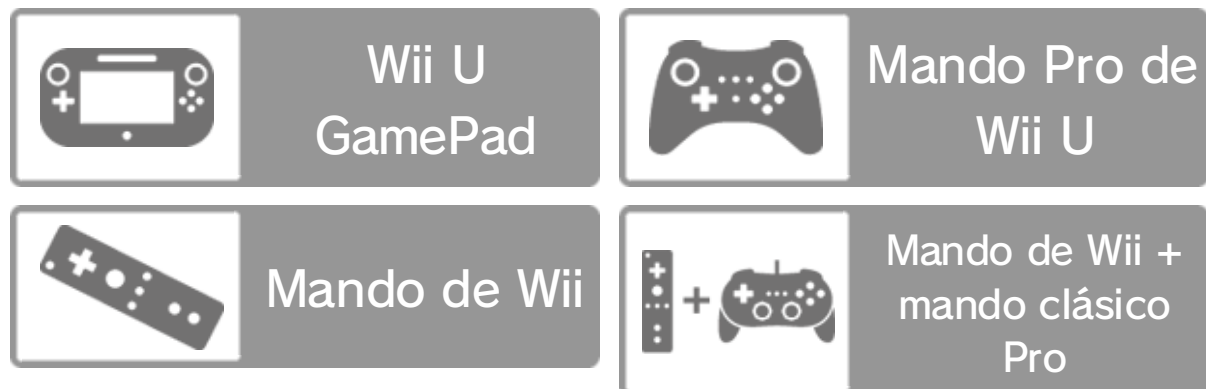 Wii U
GamePad
Mando Pro de
Wii U
Mando de Wii
Mando de Wii +
mando clásico
Pro